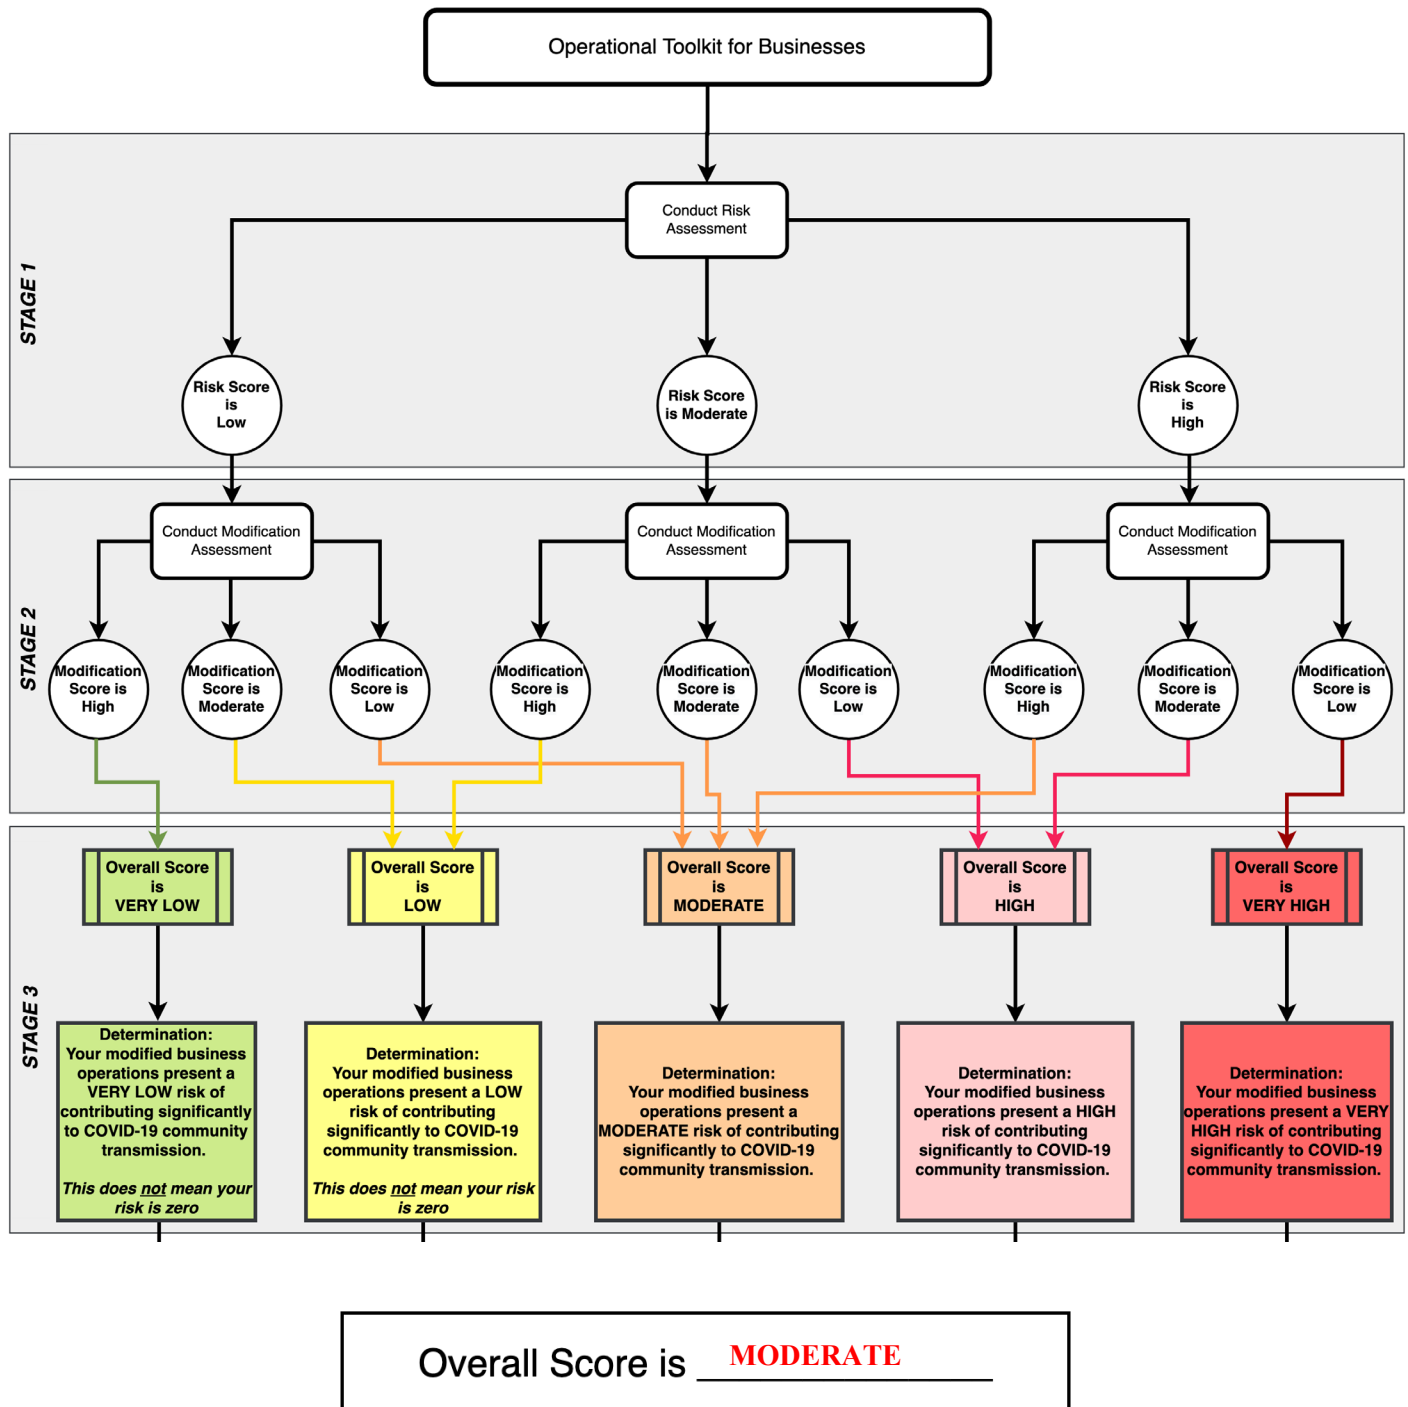 Operational Toolkit for Businesses
STAGE 1
Conduct Risk
Assessment
Risk Score
is
Low
Risk Score
is Moderate
Risk Score
is
High
STAGE 2
Conduct Modification
Assessment
Conduct Modification
Assessment
Conduct Modification
Assessment
Modification
Score is
High
Modification
Score is
Moderate
Modification
Score is
Low
Modification
Score is
High
Modification
Score is
Moderate
Modification
Score is
Low
Modification
Score is
High
Modification
Score is
Moderate
Modification
Score is
Low
STAGE 3
Overall Score
is
VERY LOW
Overall Score
is
LOW
Overall Score
is
MODERATE
Overall Score
is
HIGH
Overall Score
is
VERY HIGH
Determination:
Your modified business
operations present a
VERY LOW risk of
contributing significantly
to COVID-19 community
transmission.
This does not mean your
risk is zero
Determination:
Your modified business
operations present a LOW
risk of contributing
significantly to COVID-19
community transmission.
This does not mean your risk
is zero
Determination:
Your modified business
operations present a
MODERATE risk of contributing
significantly to COVID-19
community transmission.
Determination:
Your modified business
operations present a HIGH
risk of contributing
significantly to COVID-19
community transmission.
Determination:
Your modified business
operations present a VERY
HIGH risk of contributing
significantly to COVID-19
community transmission.
Overall Score is MODERATE